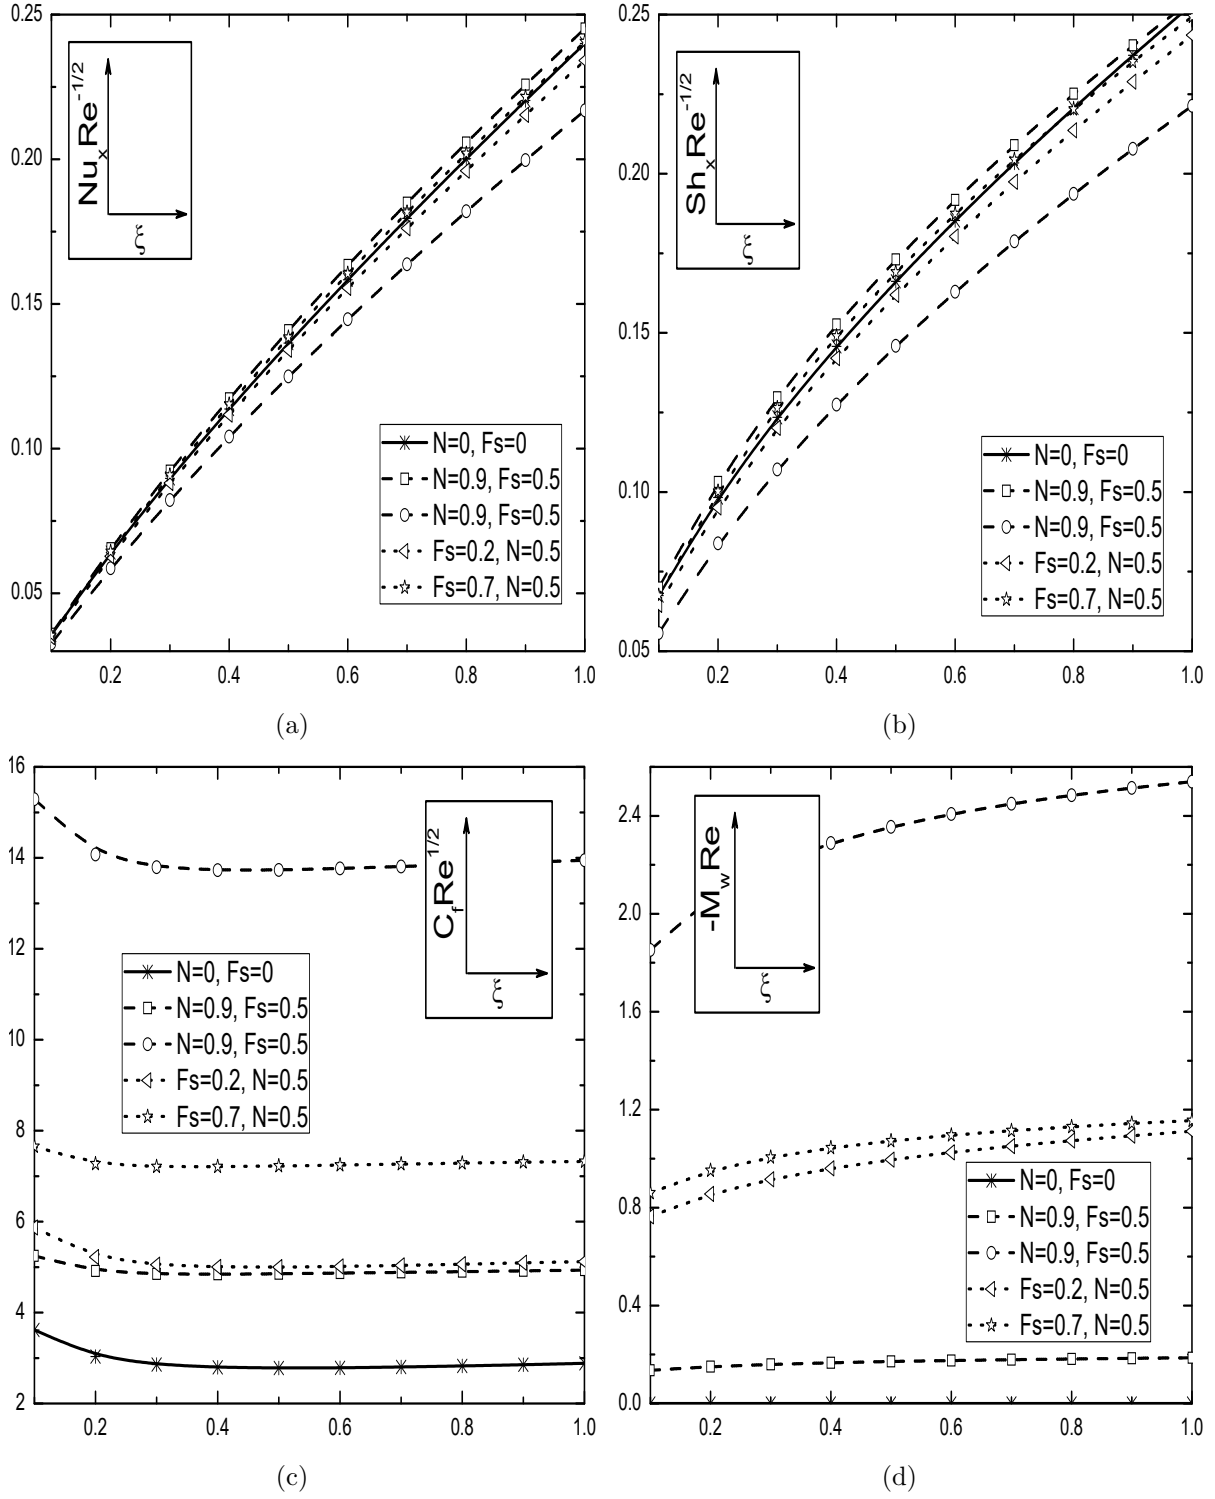 0.25
0.20
0.15
0.10
0.05
Nu
x
Re
-1/2
ξ
N=0, Fs=0
N=0.9, Fs=0.5
N=0.9, Fs=0.5
Fs=0.2, N=0.5
Fs=0.7, N=0.5
0.2 0.4 0.6 0.8 1.0
(a)
0.25
0.20
0.15
0.10
0.05
Sh
x
Re
-1/2
ξ
N=0, Fs=0
N=0.9, Fs=0.5
N=0.9, Fs=0.5
Fs=0.2, N=0.5
Fs=0.7, N=0.5
0.2 0.4 0.6 0.8 1.0
(b)
16
14
12
10
8
6
4
2
C
f
Re
1/2
ξ
N=0, Fs=0
N=0.9, Fs=0.5
N=0.9, Fs=0.5
Fs=0.2, N=0.5
Fs=0.7, N=0.5
0.2 0.4 0.6 0.8 1.0
(c)
2.4
2.0
1.6
1.2
0.8
0.4
0.0
-M
w
Re
ξ
N=0, Fs=0
N=0.9, Fs=0.5
N=0.9, Fs=0.5
Fs=0.2, N=0.5
Fs=0.7, N=0.5
0.2 0.4 0.6 0.8 1.0
(d)